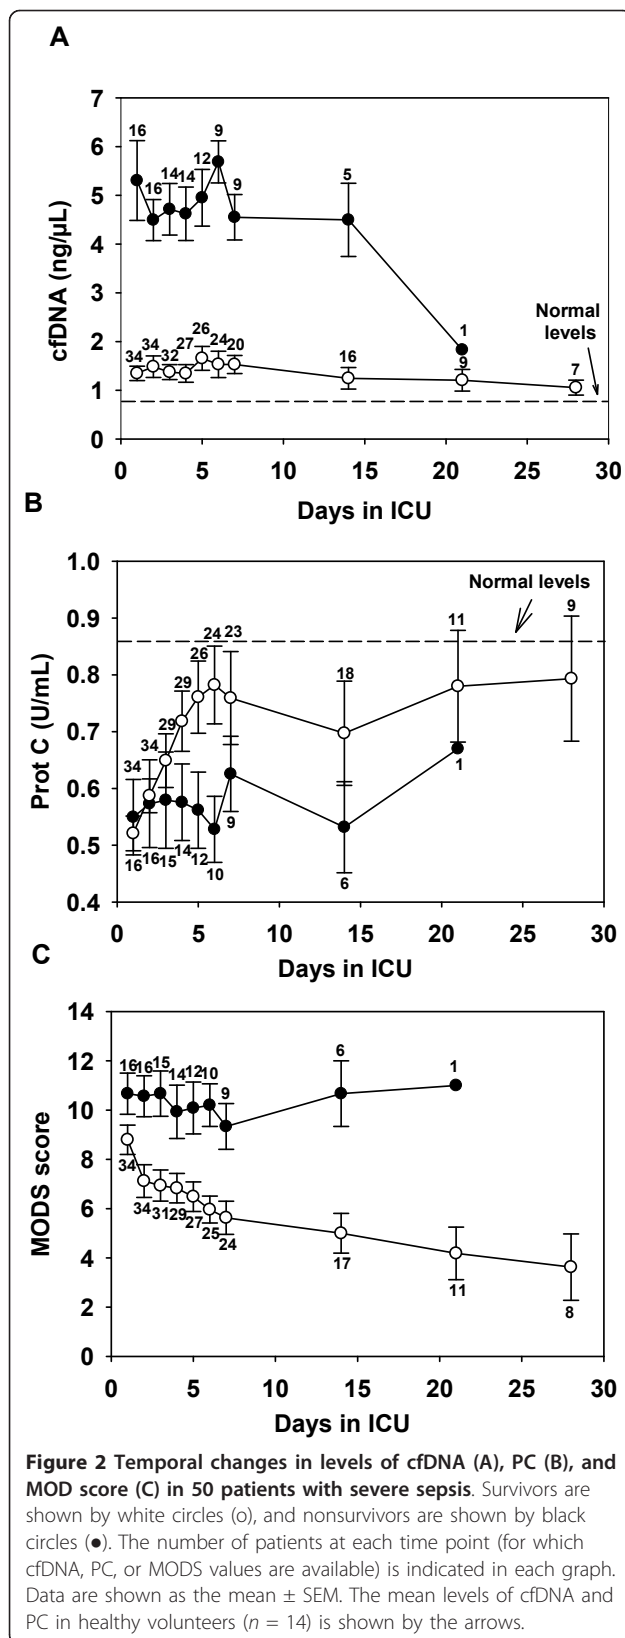 A
7
6
5
4
3
2
1
0
cfDNA (ng/µL)
16 16 14 14 12 9 9 5 1
34 34 32 27 26 24 20 16 9 7
Normal
levels
0 5 10 15 20 25 30
Days in ICU
B
1.0
0.9
0.8
0.7
0.6
0.5
0.4
Prot C (U/mL)
Normal levels
34 34 29 29 26 24 23 18 11 9
16 16 15 14 12 10 9 6 1
0 5 10 15 20 25 30
Days in ICU
C
14
12
10
8
6
4
2
0
MODS score
16 16 15 14 12 10 9 6 1
34 34 31 29 27 25 24 17 11 8
0 5 10 15 20 25 30
Days in ICU
Figure 2 Temporal changes in levels of cfDNA (A), PC (B), and
MOD score (C) in 50 patients with severe sepsis. Survivors are
shown by white circles (o), and nonsurvivors are shown by black
circles (●). The number of patients at each time point (for which
cfDNA, PC, or MODS values are available) is indicated in each graph.
Data are shown as the mean ± SEM. The mean levels of cfDNA and
PC in healthy volunteers (n = 14) is shown by the arrows.